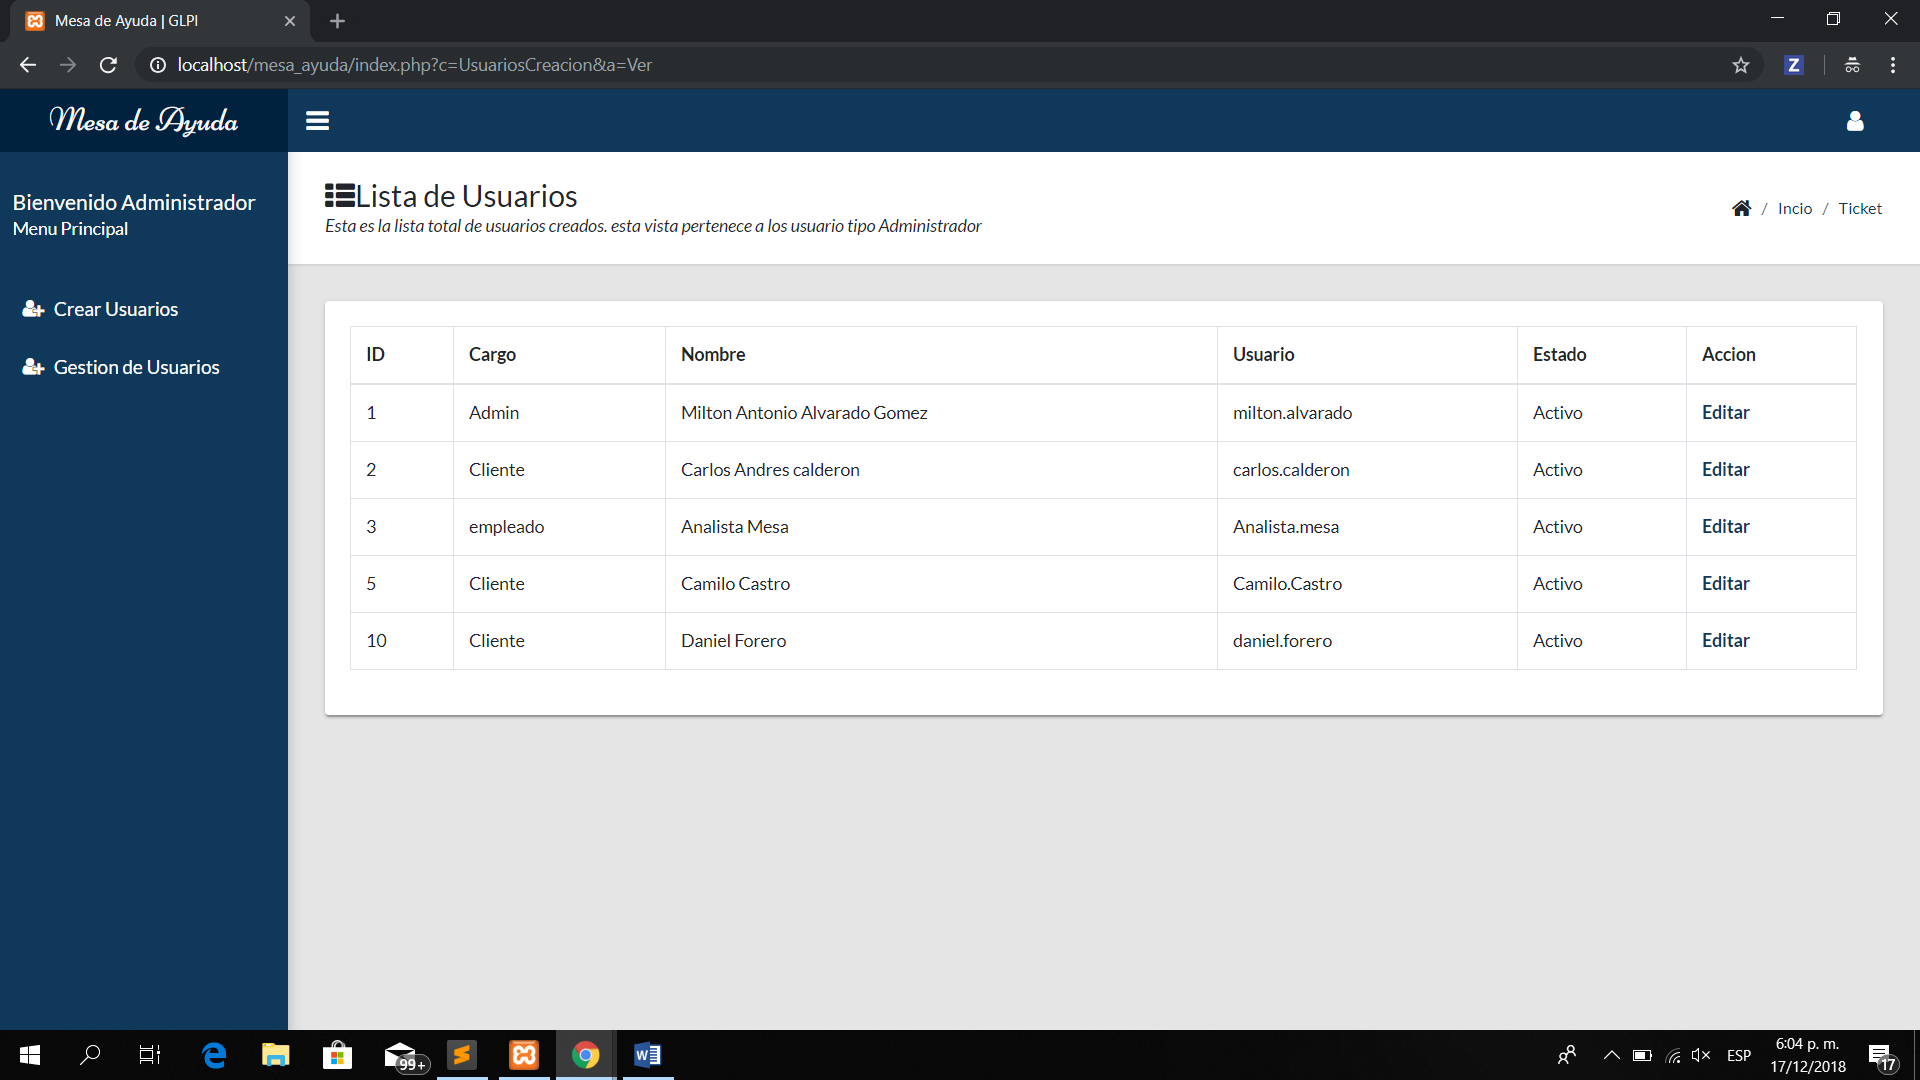 Mesa de Ayuda | GLPI
localhost/mesa_ayuda/index.php?c=UsuariosCreacion&a=Ver
Z
Mesa de Ayuda
Bienvenido Administrador
Menu Principal
Crear Usuarios
Gestion de Usuarios
Lista de Usuarios
Esta es la lista total de usuarios creados. esta vista pertenece a los usuario tipo Administrador
/ Incio / Ticket
ID Cargo Nombre Usuario Estado Accion
1 Admin Milton Antonio Alvarado Gomez milton.alvarado Activo Editar
2 Cliente Carlos Andres calderon carlos.calderon Activo Editar
3 empleado Analista Mesa Analista.mesa Activo Editar
5 Cliente Camilo Castro Camilo.Castro Activo Editar
10 Cliente Daniel Forero daniel.forero Activo Editar
99+
ESP
6:04 p. m.
17/12/2018
17